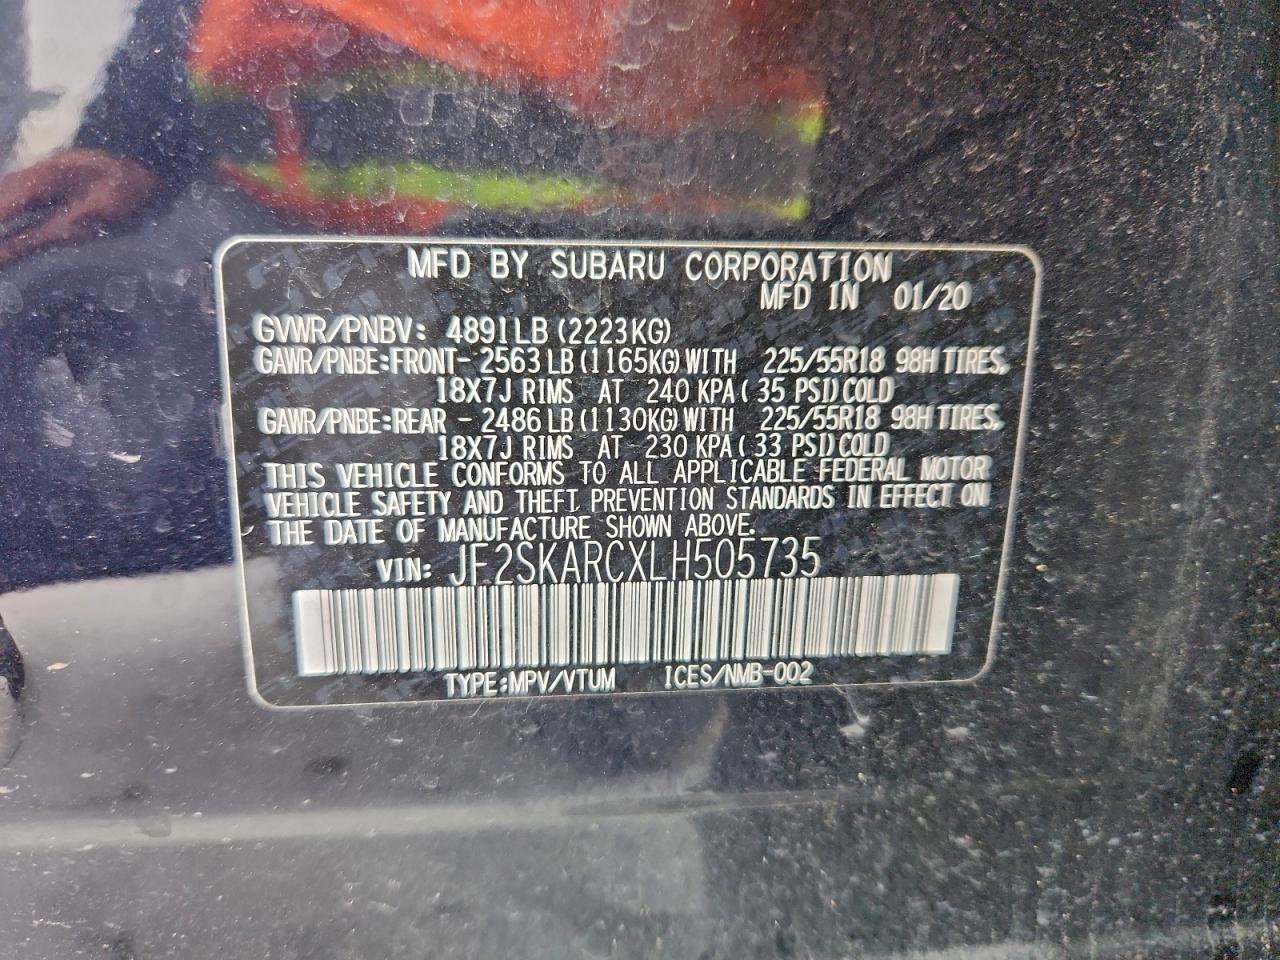 MFD BY SUBARU CORPORATION
MFD IN 01/20
GVWR/PNBV: 4891LB (2223KG)
GAWR/PNBE:FRONT- 2563 LB (1165KG) WITH 225/55R18 98H TIRES,
18X7J RIMS AT 240 KPA ( 35 PSI) COLD
GAWR/PNBE:REAR - 2486 LB (1130KG) WITH 225/55R18 98H TIRES,
18X7J RIMS AT 230 KPA ( 33 PSI) COLD
THIS VEHICLE CONFORMS TO ALL APPLICABLE FEDERAL MOTOR
VEHICLE SAFETY AND THEFT PREVENTION STANDARDS IN EFFECT ON
THE DATE OF MANUFACTURE SHOWN ABOVE.
VIN: JF2SKARCXLH505735
TYPE:MPV/VTUM ICES/NMB-002